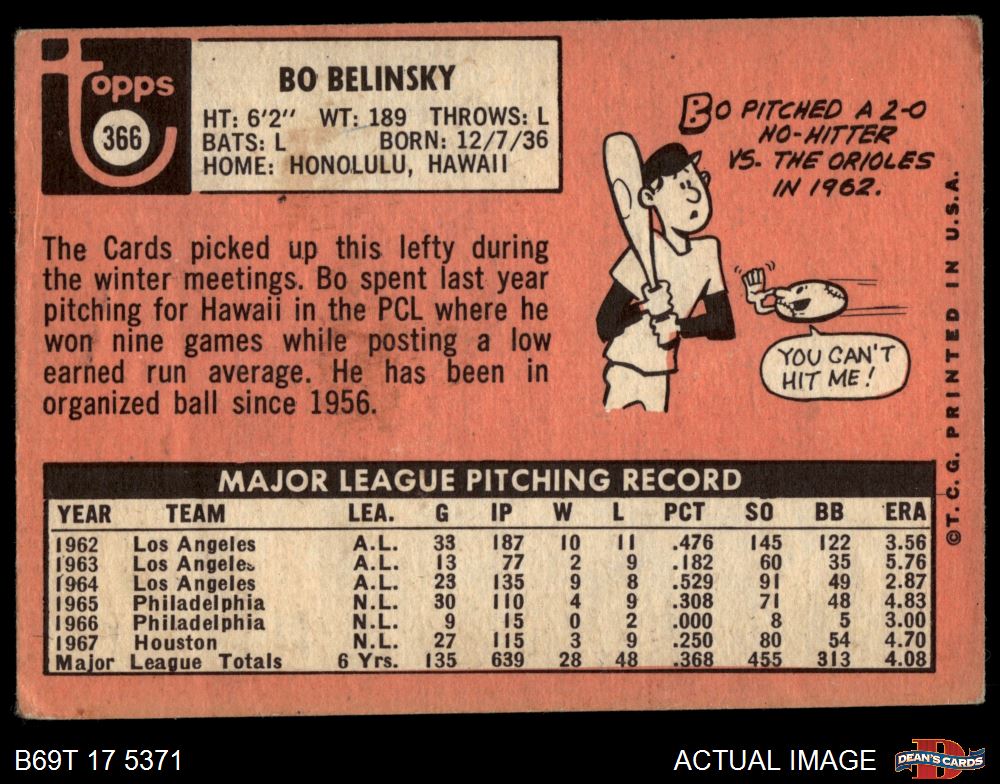 topps
366
BO BELINSKY
HT: 6'2" WT: 189 THROWS: L
BATS: L BORN: 12/7/36
HOME: HONOLULU, HAWAII
BO PITCHED A 2-0
NO-HITTER
VS. THE ORIOLES
IN 1962.
YOU CAN'T
HIT ME!
The Cards picked up this lefty during
the winter meetings. Bo spent last year
pitching for Hawaii in the PCL where he
won nine games while posting a low
earned run average. He has been in
organized ball since 1956.
MAJOR LEAGUE PITCHING RECORD
YEAR TEAM LEA. G IP W L PCT SO BB ERA
1962 Los Angeles A.L. 33 187 10 11 .476 145 122 3.56
1963 Los Angeles A.L. 13 77 2 9 .182 60 35 5.76
1964 Los Angeles A.L. 23 135 9 8 .529 91 49 2.87
1965 Philadelphia N.L. 30 110 4 9 .308 71 48 4.83
1966 Philadelphia N.L. 9 15 0 2 .000 8 5 3.00
1967 Houston N.L. 27 115 3 9 .250 80 54 4.70
Major League Totals 6 Yrs. 135 639 28 48 .368 455 313 4.08
©T. C. G. PRINTED IN U.S.A.
B69T 17 5371
ACTUAL IMAGE
D
DEAN'S CARDS